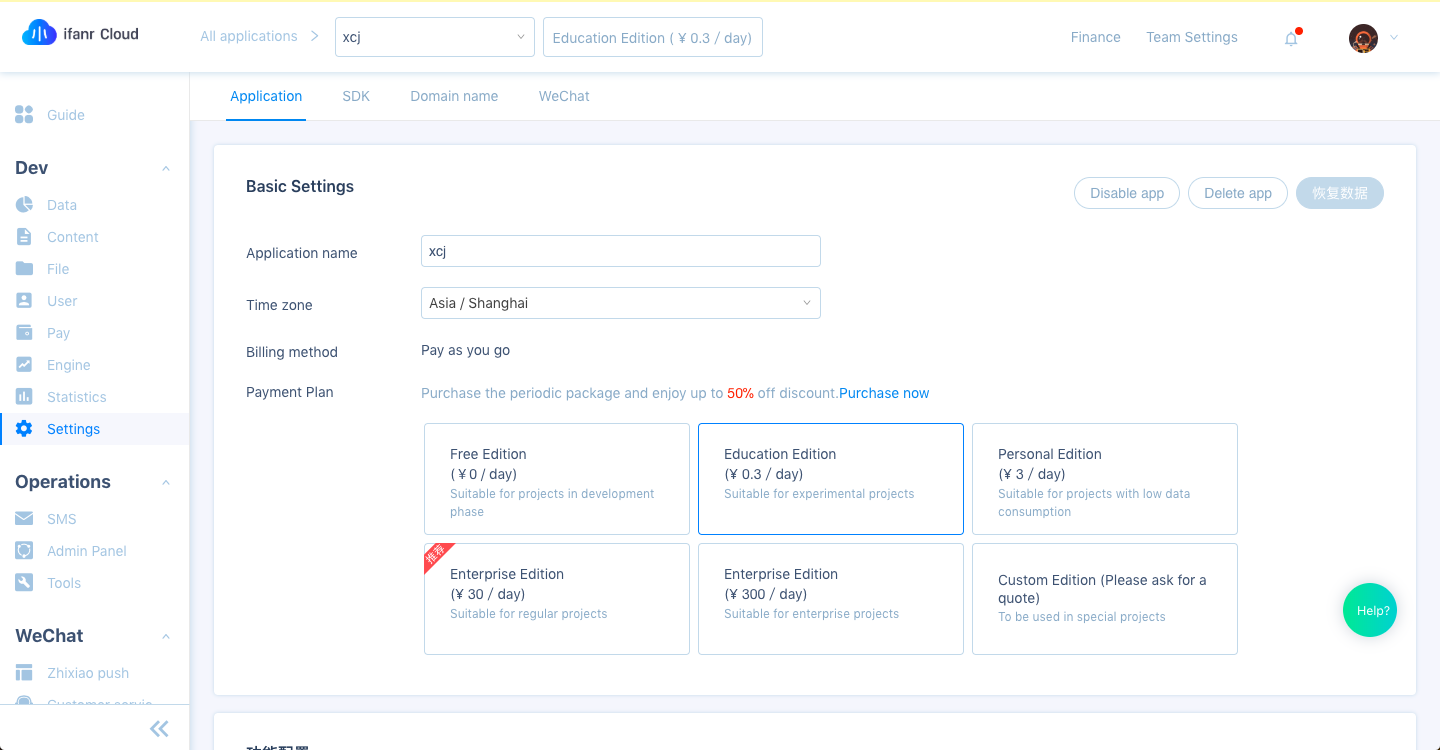 ifanr Cloud
All applications
xcj
Education Edition ( ¥ 0.3 / day)
Finance
Team Settings
Application
SDK
Domain name
WeChat
Guide
Dev
Data
Content
File
User
Pay
Engine
Statistics
Settings
Operations
SMS
Admin Panel
Tools
WeChat
Zhixiao push
Customer servic
Basic Settings
Disable app
Delete app
恢复数据
Application name
xcj
Time zone
Asia / Shanghai
Billing method
Pay as you go
Payment Plan
Purchase the periodic package and enjoy up to 50% off discount.Purchase now
Free Edition
( ¥ 0 / day)
Suitable for projects in development
phase
Education Edition
(¥ 0.3 / day)
Suitable for experimental projects
Personal Edition
(¥ 3 / day)
Suitable for projects with low data
consumption
推荐
Enterprise Edition
(¥ 30 / day)
Suitable for regular projects
Enterprise Edition
(¥ 300 / day)
Suitable for enterprise projects
Custom Edition (Please ask for a
quote)
To be used in special projects
Help?
功能配置